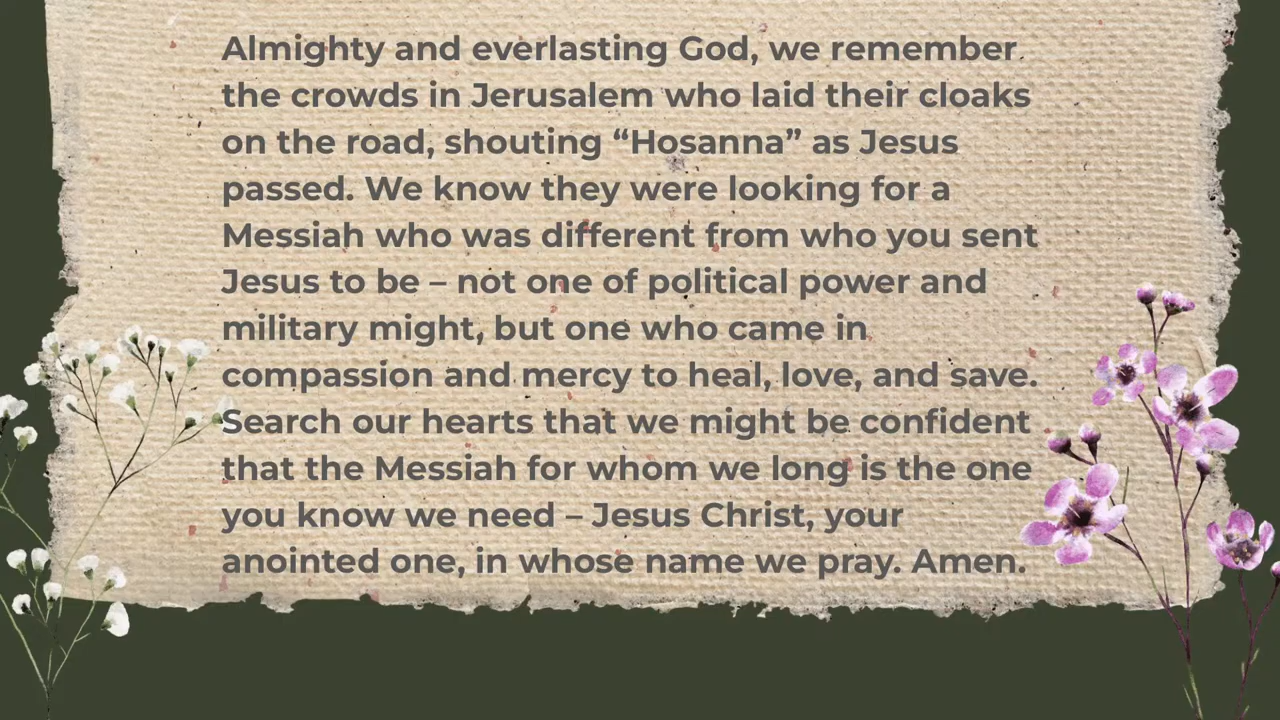 Almighty and everlasting God, we remember
the crowds in Jerusalem who laid their cloaks
on the road, shouting “Hosanna” as Jesus
passed. We know they were looking for a
Messiah who was different from who you sent
Jesus to be – not one of political power and
military might, but one who came in
compassion and mercy to heal, love, and save.
Search our hearts that we might be confident
that the Messiah for whom we long is the one
you know we need – Jesus Christ, your
anointed one, in whose name we pray. Amen.